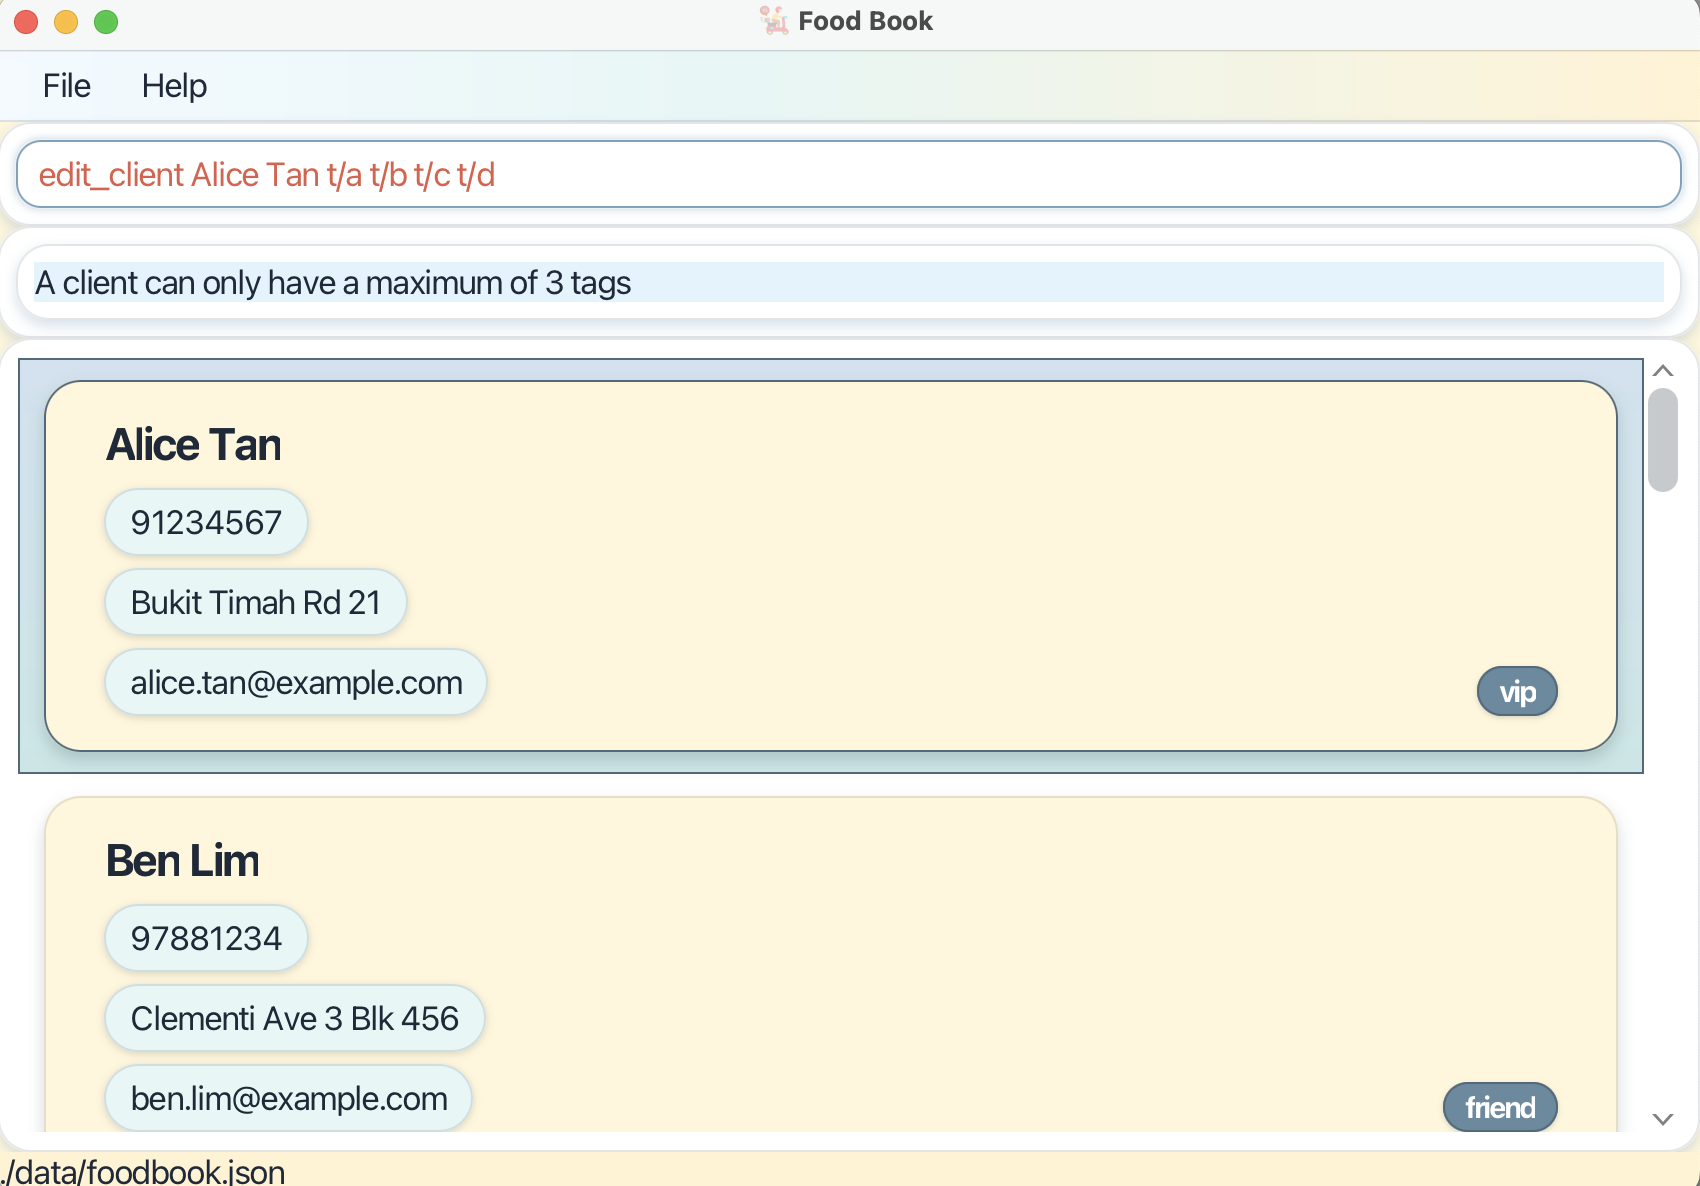 Food Book
File Help
edit_client Alice Tan t/a t/b t/c t/d
A client can only have a maximum of 3 tags
Alice Tan
91234567
Bukit Timah Rd 21
alice.tan@example.com
vip
Ben Lim
97881234
Clementi Ave 3 Blk 456
ben.lim@example.com
friend
./data/foodbook.json